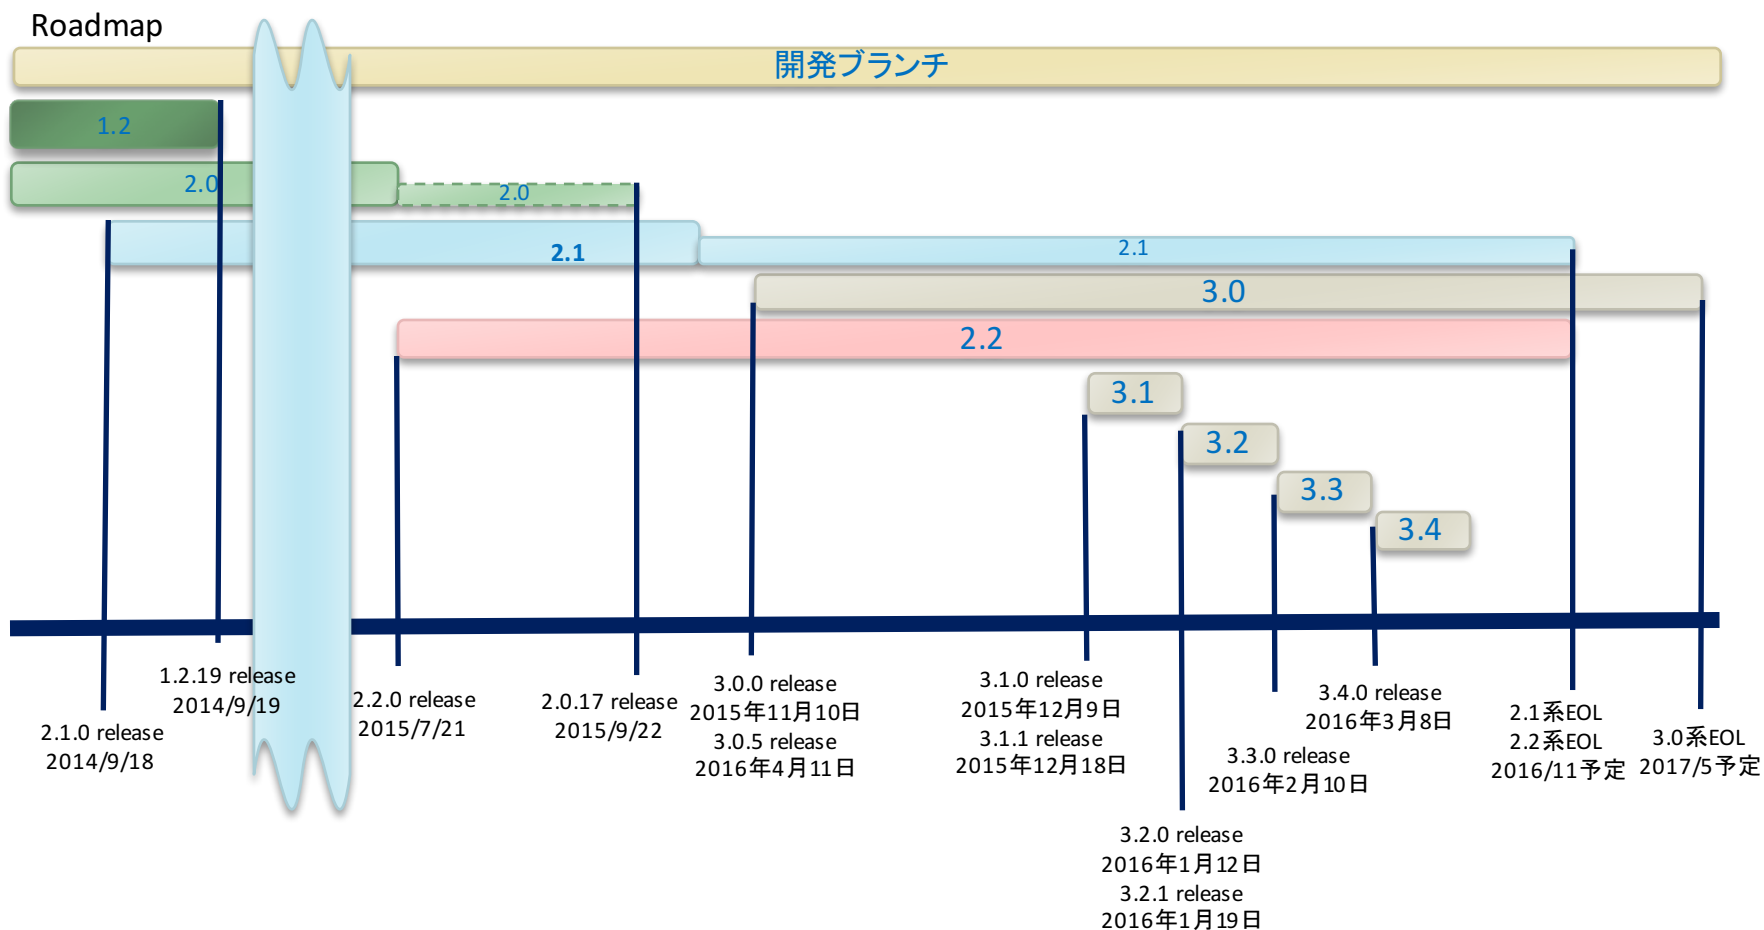 Roadmap
開発ブランチ
1.2
2.0
2.0
2.1
2.1
3.0
2.2
3.1
3.2
3.3
3.4
1.2.19 release
2014/9/19
2.1.0 release
2014/9/18
2.2.0 release
2015/7/21
2.0.17 release
2015/9/22
3.0.0 release
2015年11月10日
3.0.5 release
2016年4月11日
3.1.0 release
2015年12月9日
3.1.1 release
2015年12月18日
3.2.0 release
2016年1月12日
3.2.1 release
2016年1月19日
3.3.0 release
2016年2月10日
3.4.0 release
2016年3月8日
2.1系EOL
2.2系EOL
2016/11予定
3.0系EOL
2017/5予定